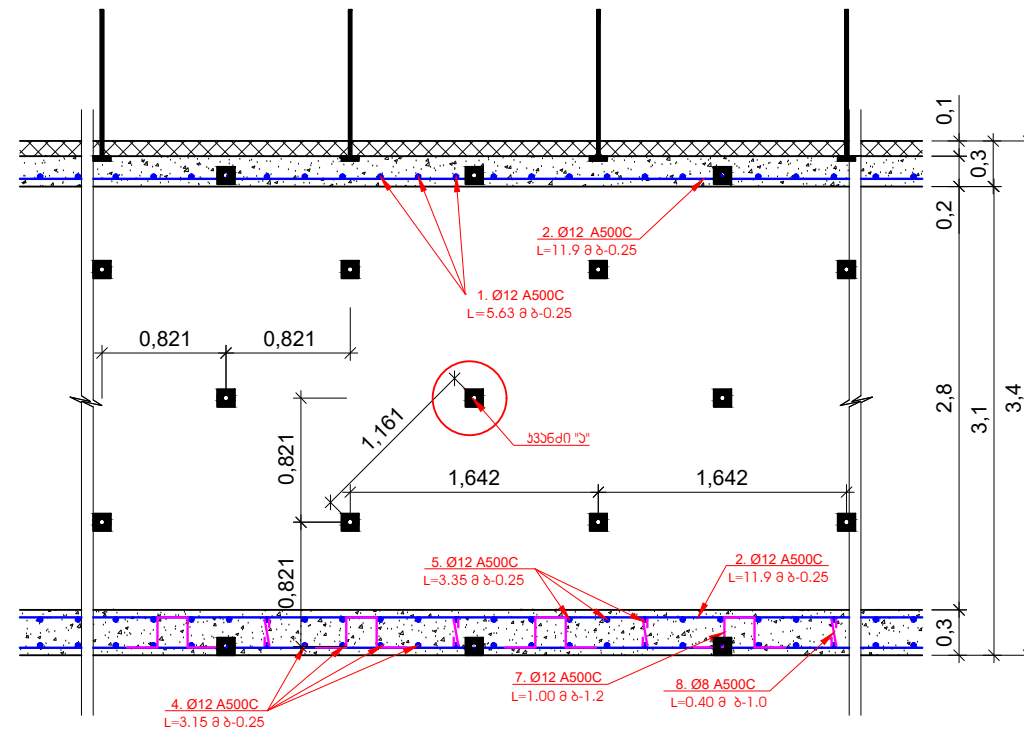 0,1
0,3
0,2
2. Ø12 A500C
L=11.9 მ ბ-0.25
1. Ø12 A500C
L=5.63 მ ბ-0.25
0,821
0,821
2,8
3,4
3,1
1,161
0,821
კვანძი "ა"
1,642
1,642
5. Ø12 A500C
L=3.35 მ ბ-0.25
2. Ø12 A500C
L=11.9 მ ბ-0.25
0,821
0,3
7. Ø12 A500C
L=1.00 მ ბ-1.2
8. Ø8 A500C
L=0.40 მ ბ-1.0
4. Ø12 A500C
L=3.15 მ ბ-0.25